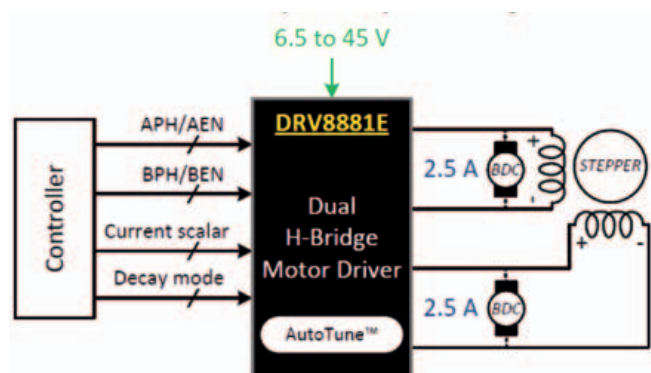 6.5 to 45 V
Controller
APH/AEN
BPH/BEN
Current scalar
Decay mode
DRV8881E
Dual
H-Bridge
Motor Driver
AutoTune™
2.5 A
BDC
+
-
STEPPER
+
-
2.5 A
BDC